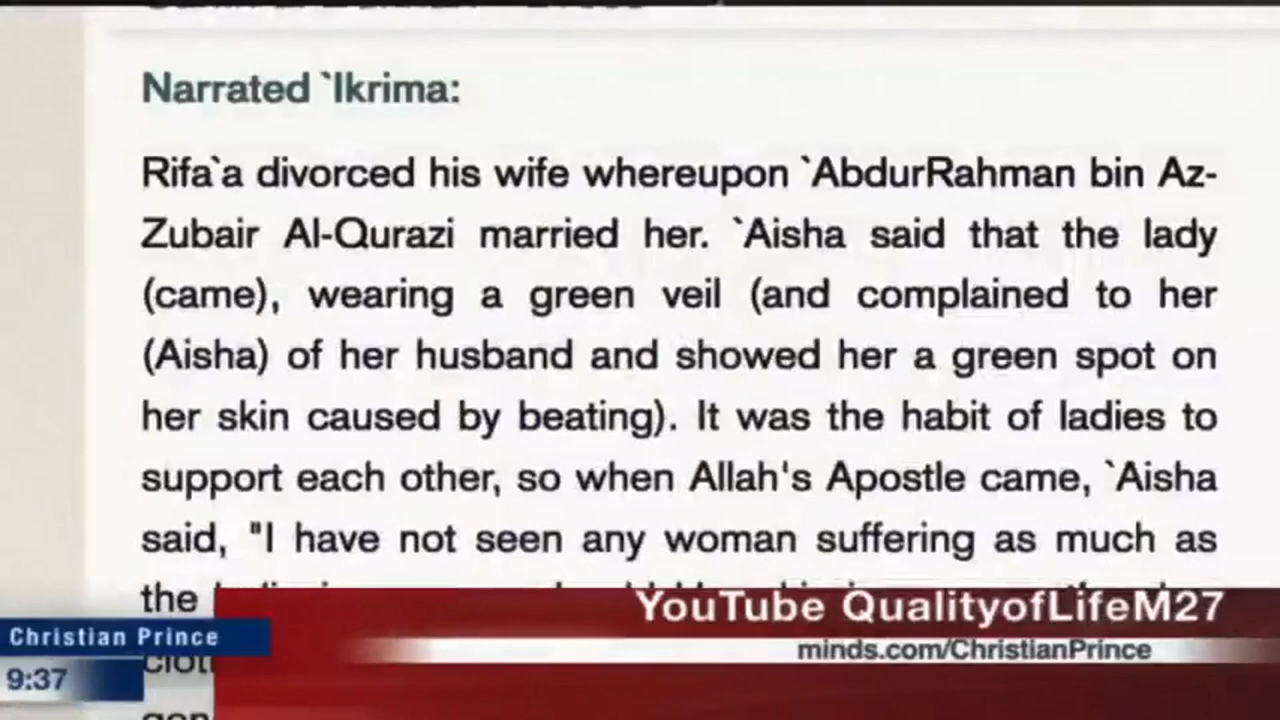 Narrated `Ikrima:
Rifa`a divorced his wife whereupon `AbdurRahman bin Az-
Zubair Al-Qurazi married her. `Aisha said that the lady
(came), wearing a green veil (and complained to her
(Aisha) of her husband and showed her a green spot on
her skin caused by beating). It was the habit of ladies to
support each other, so when Allah's Apostle came, `Aisha
said, "I have not seen any woman suffering as much as
the
YouTube QualityofLifeM27
Christian Prince
minds.com/ChristianPrince
9:37